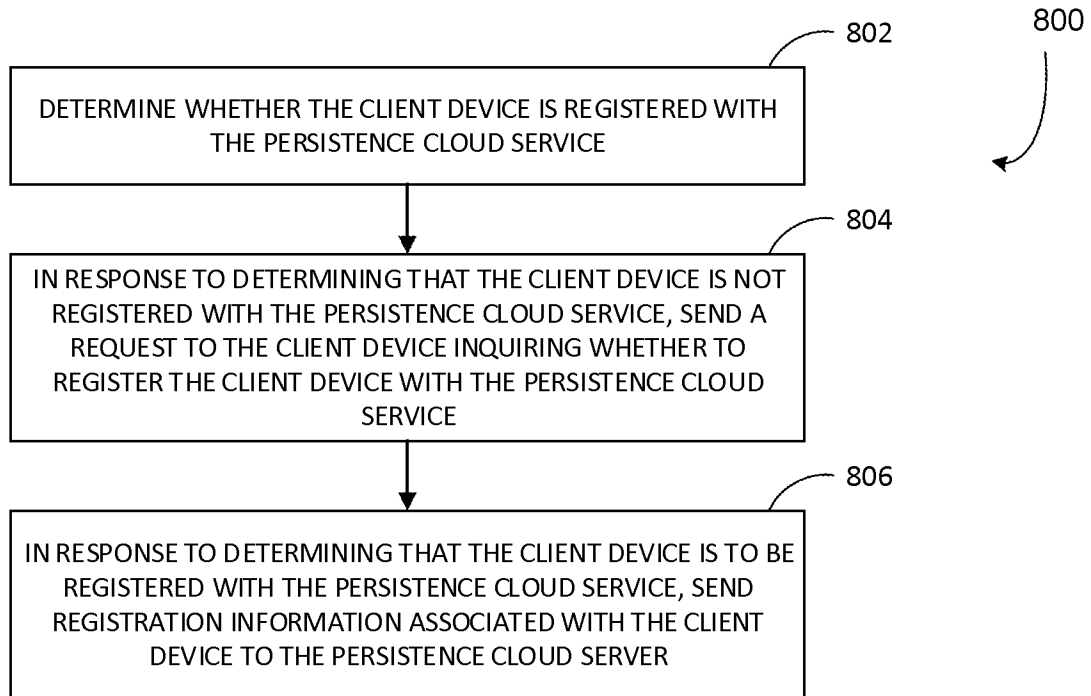 800
802
DETERMINE WHETHER THE CLIENT DEVICE IS REGISTERED WITH
THE PERSISTENCE CLOUD SERVICE
804
IN RESPONSE TO DETERMINING THAT THE CLIENT DEVICE IS NOT
REGISTERED WITH THE PERSISTENCE CLOUD SERVICE, SEND A
REQUEST TO THE CLIENT DEVICE INQUIRING WHETHER TO
REGISTER THE CLIENT DEVICE WITH THE PERSISTENCE CLOUD
SERVICE
806
IN RESPONSE TO DETERMINING THAT THE CLIENT DEVICE IS TO BE
REGISTERED WITH THE PERSISTENCE CLOUD SERVICE, SEND
REGISTRATION INFORMATION ASSOCIATED WITH THE CLIENT
DEVICE TO THE PERSISTENCE CLOUD SERVER